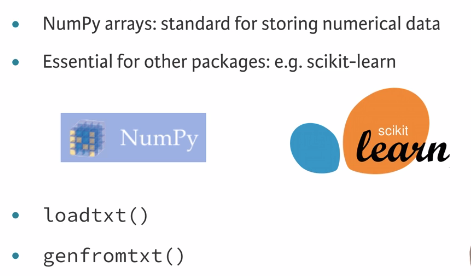 • NumPy arrays: standard for storing numerical data
• Essential for other packages: e.g. scikit-learn
NumPy
scikit
learn
• loadtxt()
• genfromtxt()